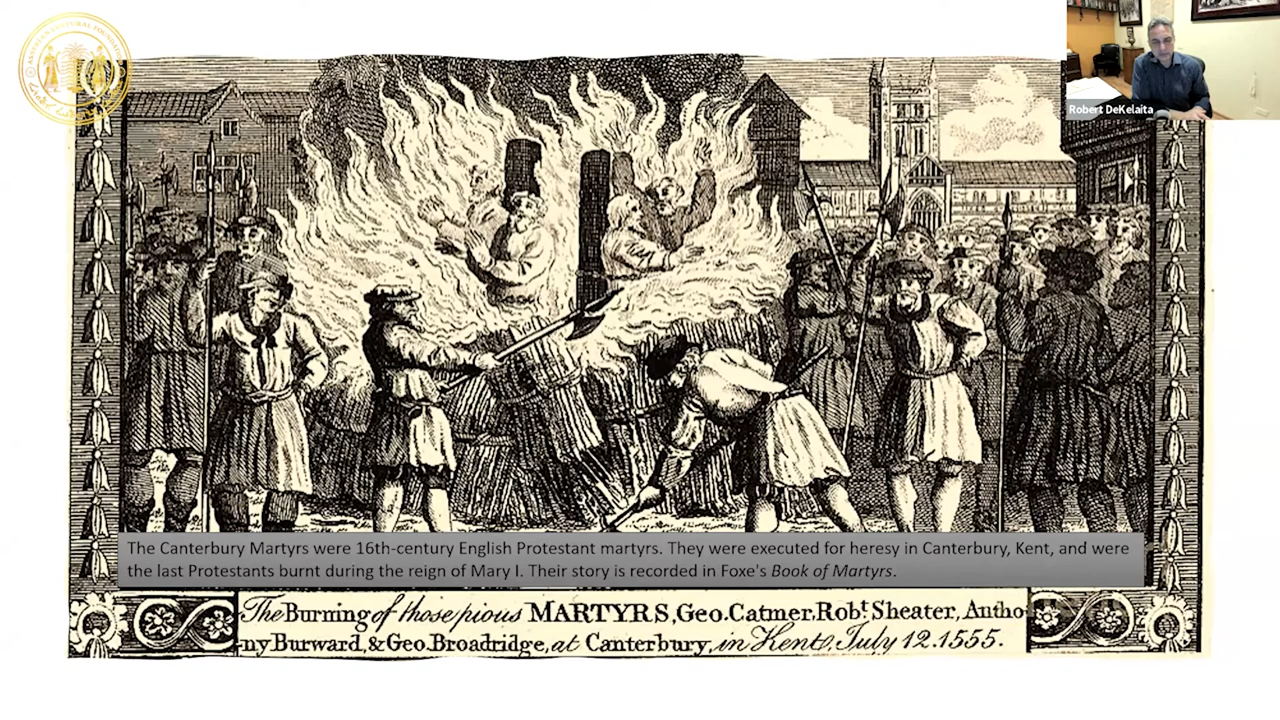 ASSYRIAN CULTURAL FOUNDATION
Robert DeKelaita
The Canterbury Martyrs were 16th-century English Protestant martyrs. They were executed for heresy in Canterbury, Kent, and were
the last Protestants burnt during the reign of Mary I. Their story is recorded in Foxe's Book of Martyrs.
The Burning of those pious MARTYRS, Geo. Catmer, Robt. Sheater, Antho-
-ny Burward, & Geo. Broadridge, at Canterbury, in Kent, July 12. 1555.